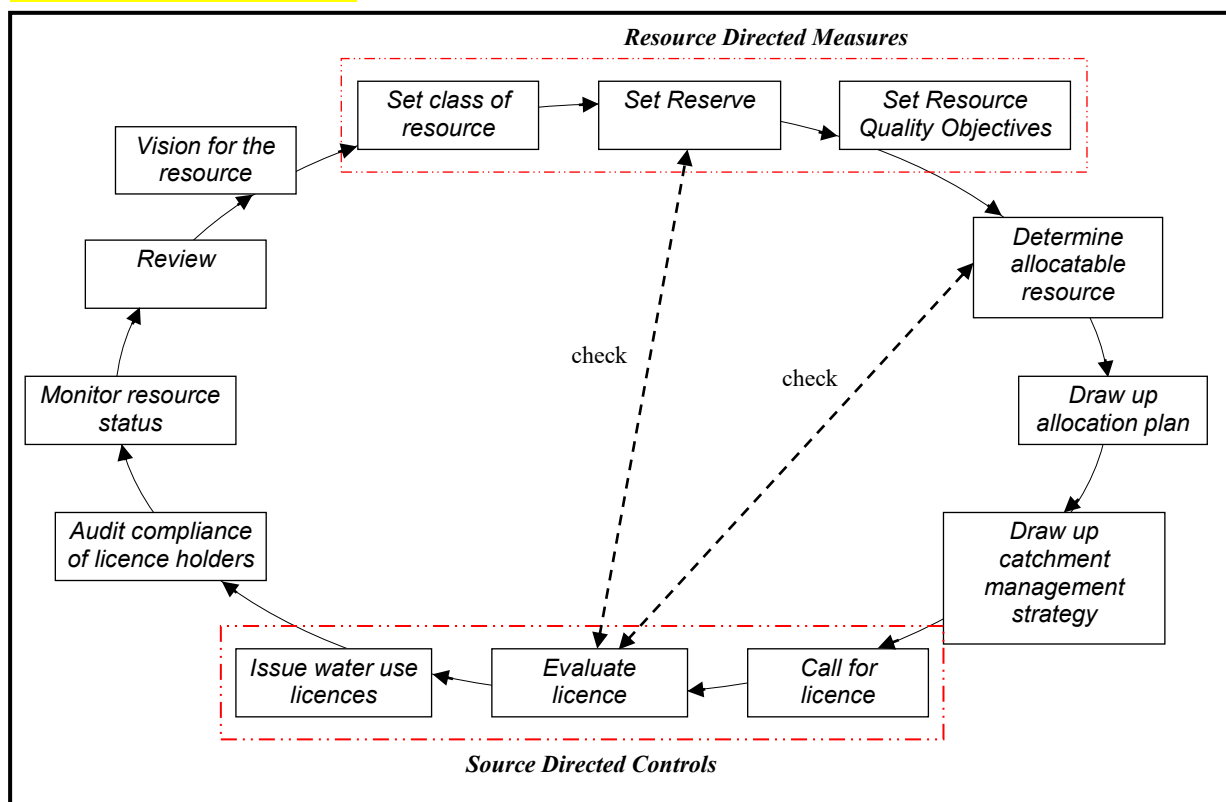 Resource Directed Measures
Set class of
resource
Set Reserve
Set Resource
Quality Objectives
Vision for the
resource
Review
Determine
allocatable
resource
check
check
Monitor resource
status
Draw up
allocation plan
Audit compliance
of licence holders
Draw up
catchment
management
strategy
Issue water use
licences
Evaluate
licence
Call for
licence
Source Directed Controls